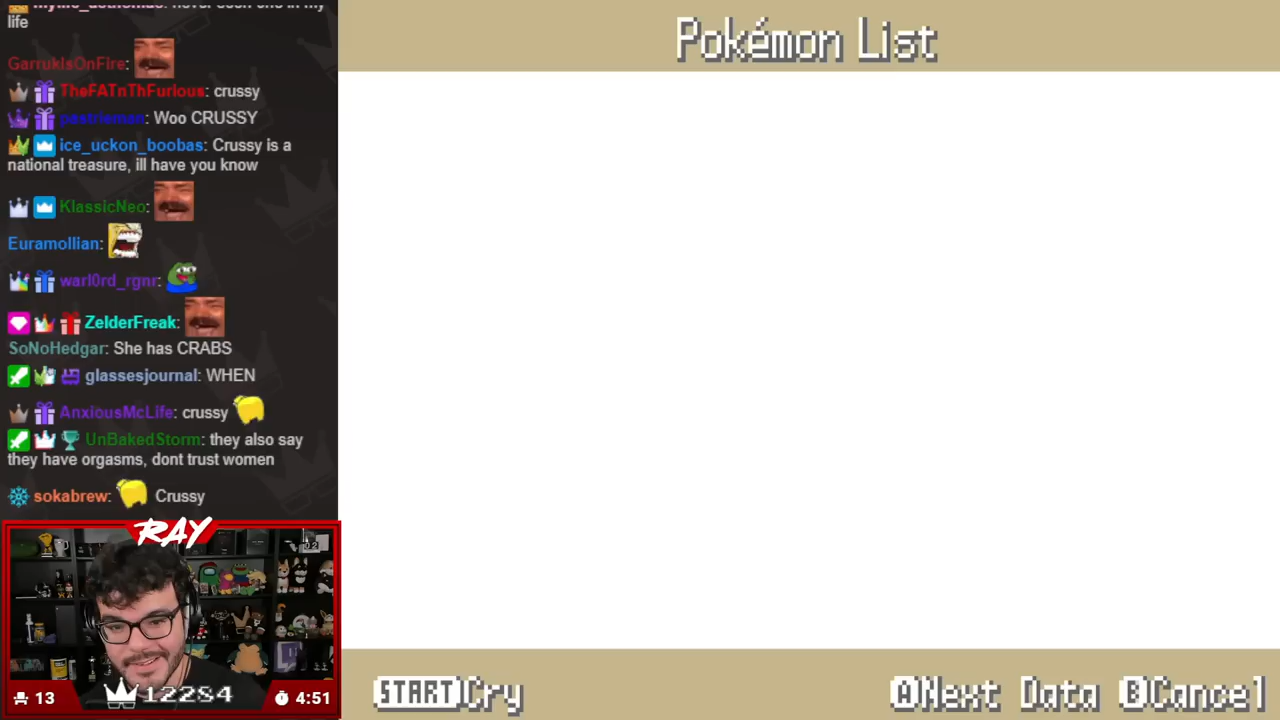 life
GarrukIsOnFire:
TheFATnThFurious: crussy
pastrieman: Woo CRUSSY
ice_uckon_boobas: Crussy is a
national treasure, ill have you know
KlassicNeo:
Euramollian:
warl0rd_rgnr:
ZelderFreak:
SoNoHedgar: She has CRABS
glassesjournal: WHEN
AnxiousMcLife: crussy
UnBakedStorm: they also say
they have orgasms, dont trust women
sokabrew: Crussy
RAY
13
12284
4:51
Pokémon List
START Cry
A Next Data B Cancel